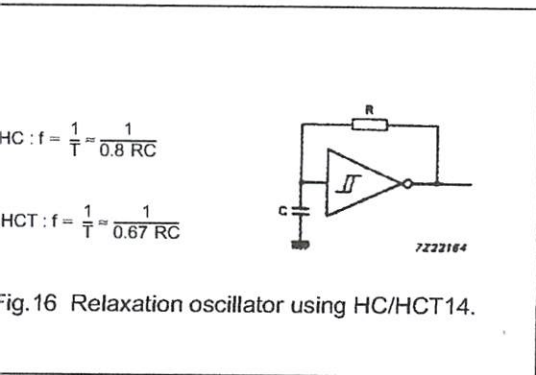 HC : f = 1/T ≈ 1/0.8 RC
R
C
HCT : f = 1/T ≈ 1/0.67 RC
7Z22164
Fig.16 Relaxation oscillator using HC/HCT14.